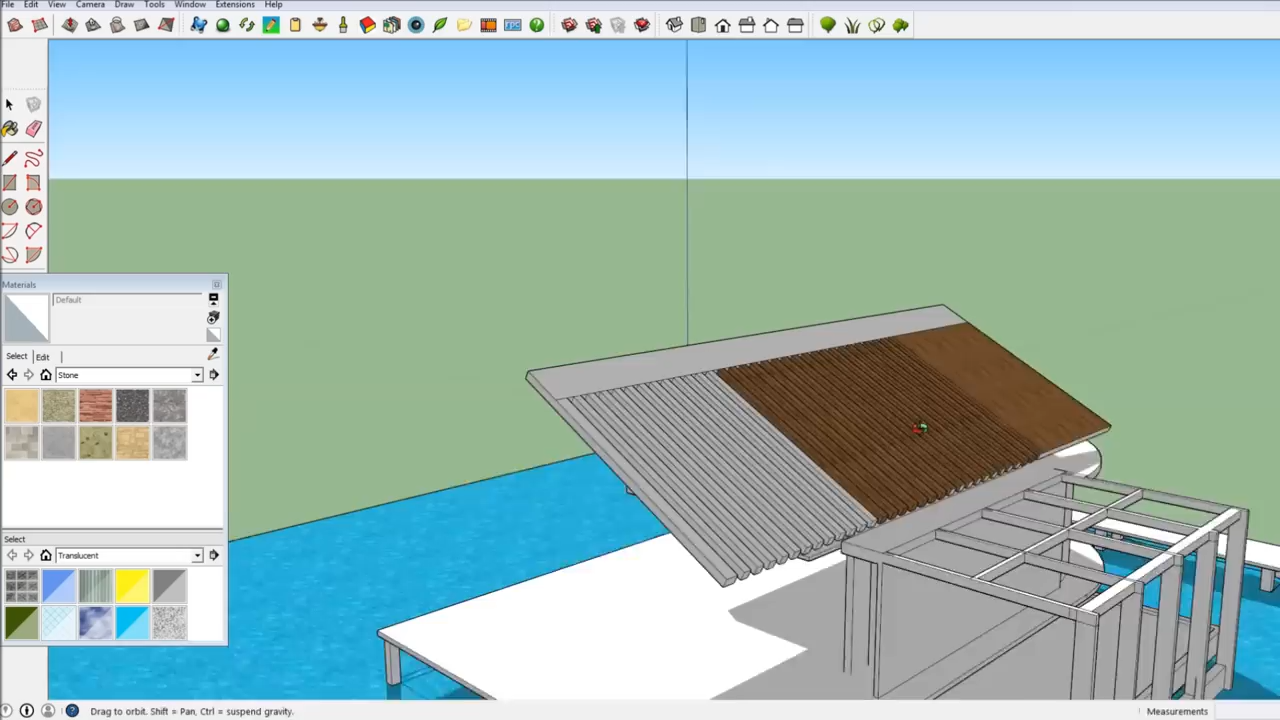 File Edit View Camera Draw Tools Window Extensions Help
Materials
Default
Select Edit
Stone
Select
Translucent
Drag to orbit. Shift = Pan, Ctrl = suspend gravity.
Measurements